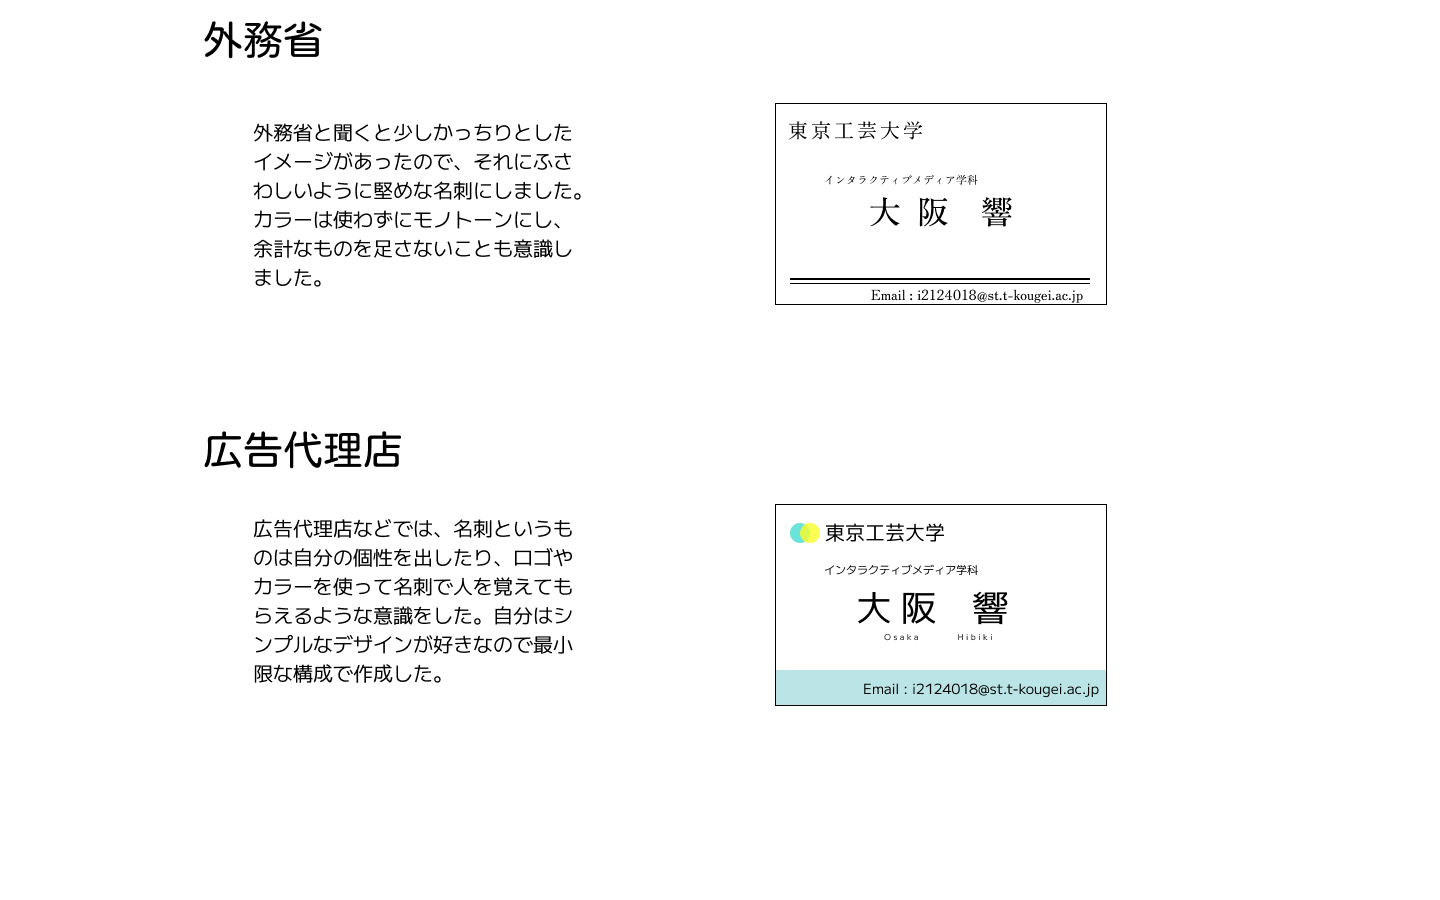 外務省
外務省と聞くと少しかっちりとした
イメージがあったので、それにふさ
わしいように堅めな名刺にしました。
カラーは使わずにモノトーンにし、
余計なものを足さないことも意識し
ました。
東京工芸大学
インタラクティブメディア学科
大 阪　響
Email : i2124018@st.t-kougei.ac.jp
広告代理店
広告代理店などでは、名刺というも
のは自分の個性を出したり、ロゴや
カラーを使って名刺で人を覚えても
らえるような意識をした。自分はシ
ンプルなデザインが好きなので最小
限な構成で作成した。
東京工芸大学
インタラクティブメディア学科
大 阪　響
Osaka　Hibiki
Email : i2124018@st.t-kougei.ac.jp